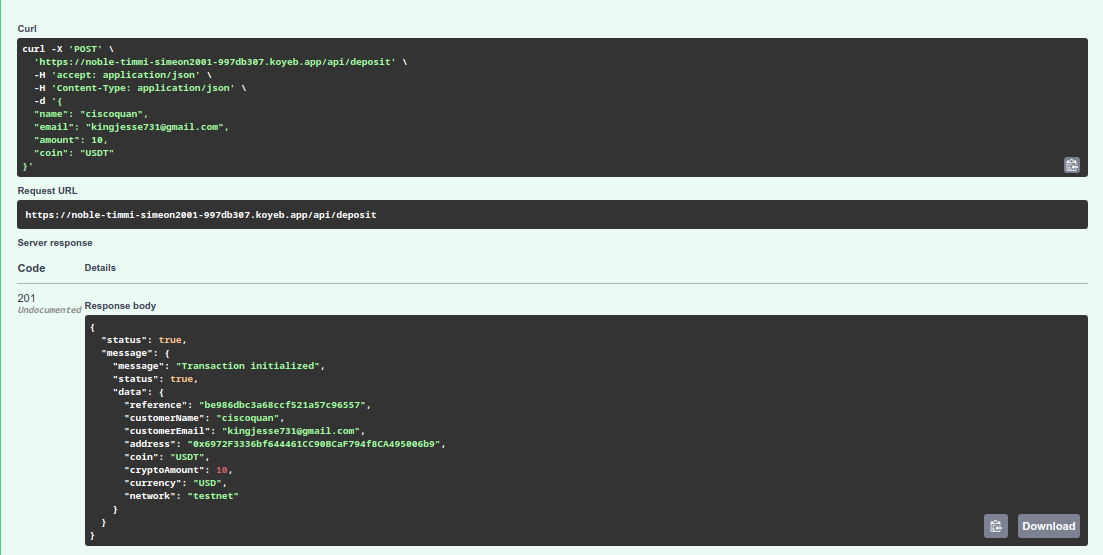 Curl
curl -X 'POST' \
'https://noble-timmi-simeon2001-997db307.koyeb.app/api/deposit' \
-H 'accept: application/json' \
-H 'Content-Type: application/json' \
-d '{
"name": "ciscoquan",
"email": "kingjesse731@gmail.com",
"amount": 10,
"coin": "USDT"
}'
Request URL
https://noble-timmi-simeon2001-997db307.koyeb.app/api/deposit
Server response
Code Details
201
Undocumented
Response body
{
"status": true,
"message": {
"message": "Transaction initialized",
"status": true,
"data": {
"reference": "be986dbc3a68ccf521a57c96557",
"customerName": "ciscoquan",
"customerEmail": "kingjesse731@gmail.com",
"address": "0x6972F3336bf644461CC90BCaF794f8CA495006b9",
"coin": "USDT",
"cryptoAmount": 10,
"currency": "USD",
"network": "testnet"
}
}
}
Download